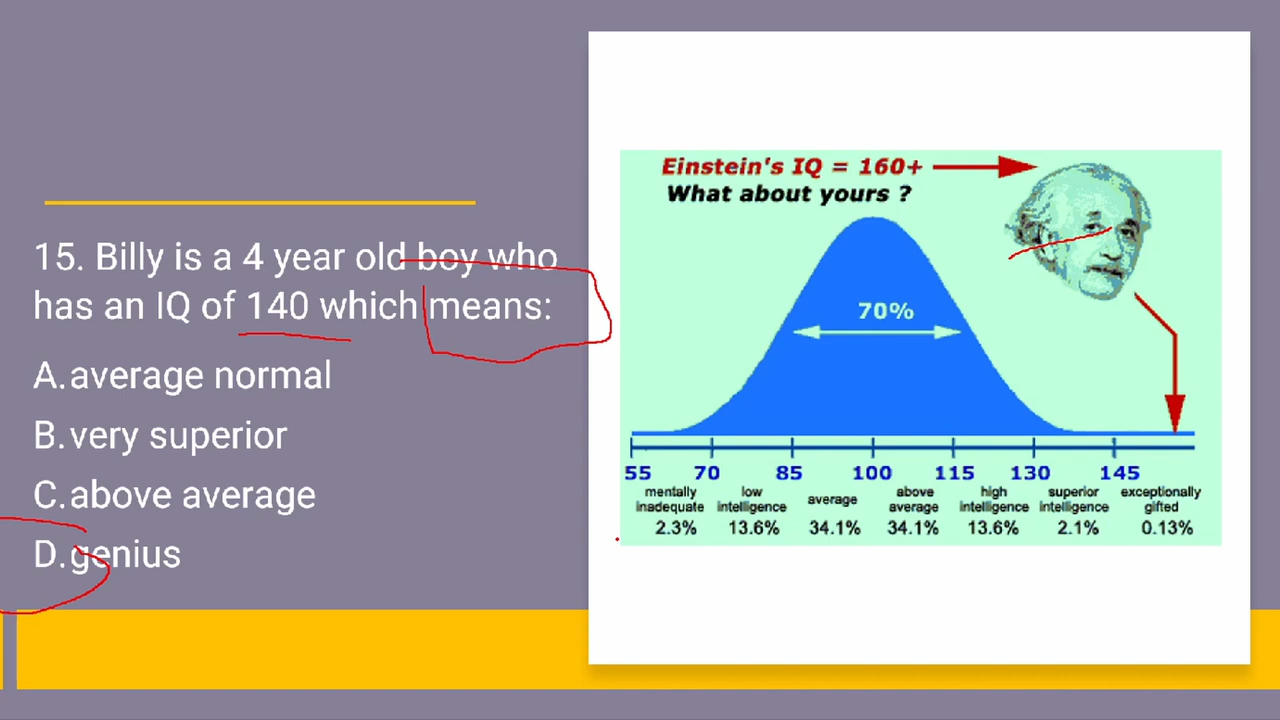 15. Billy is a 4 year old boy who
has an IQ of 140 which means:
A. average normal
B. very superior
C. above average
D. genius
Einstein's IQ = 160+
What about yours ?
70%
55 70 85 100 115 130 145
mentally inadequate low intelligence average above average high intelligence superior intelligence exceptionally gifted
2.3% 13.6% 34.1% 34.1% 13.6% 2.1% 0.13%